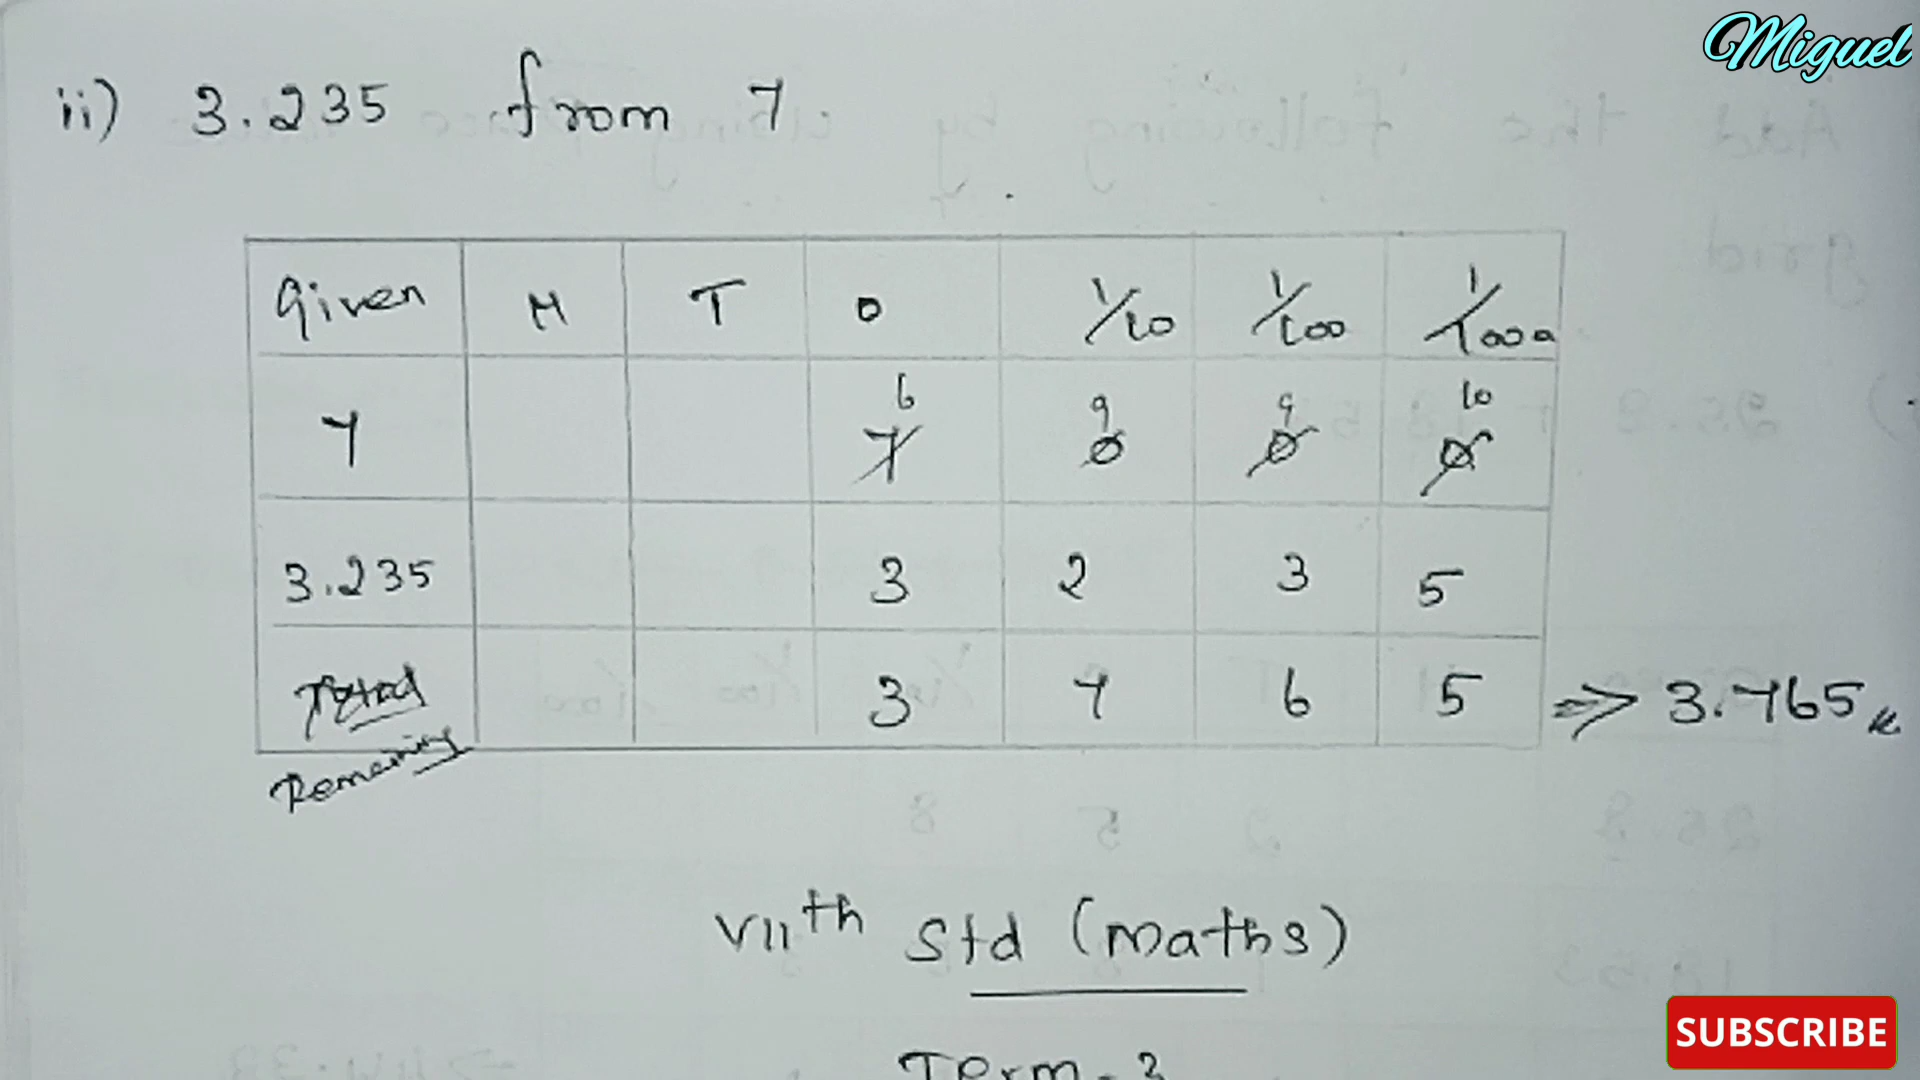 Miguel
ii) 3.235 from 7
Given H T O 1/10 1/100 1/1000
6 9 9 10
7 7 0 0 0
3.235 3 2 3 5
Total 3 7 6 5 => 3.765
Remaining
VIIth Std (Maths)
Term-3
SUBSCRIBE